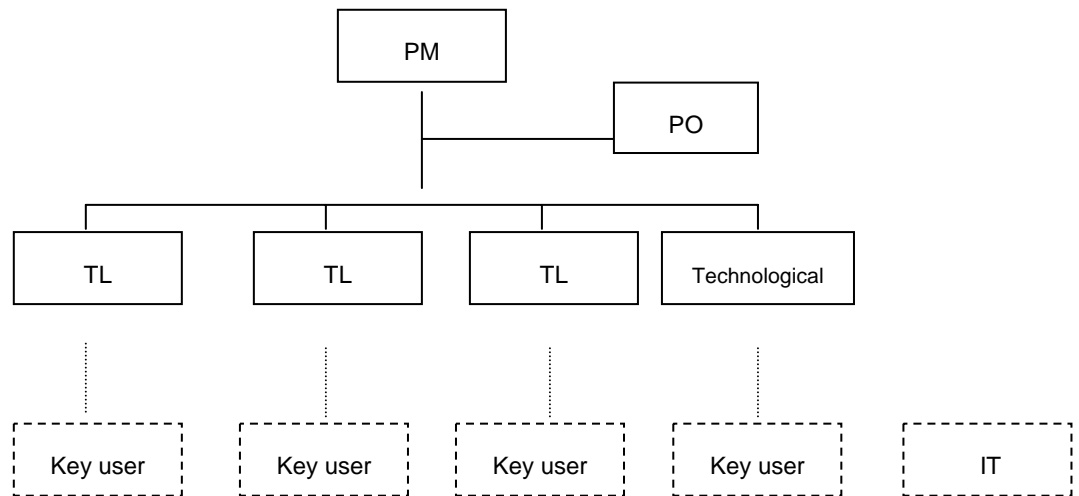 PM
PO
TL
TL
TL
Technological
Key user
Key user
Key user
Key user
IT